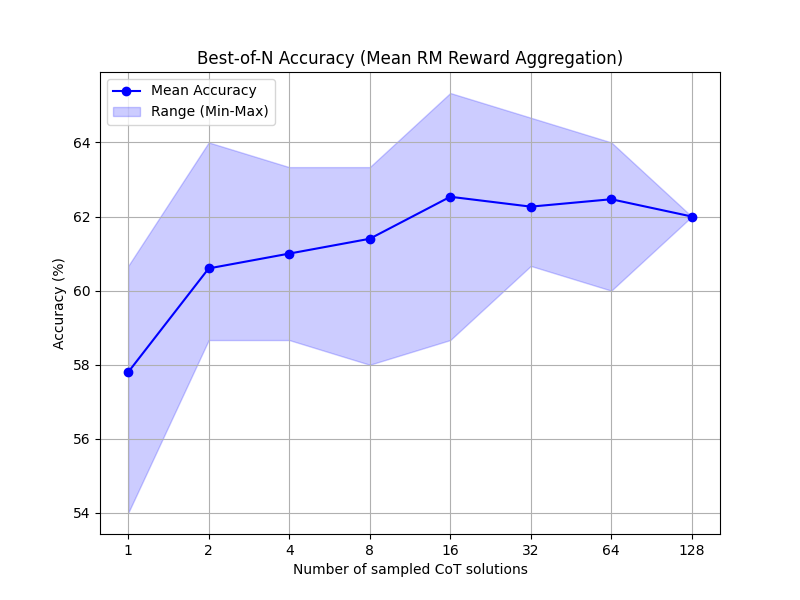 Best-of-N Accuracy (Mean RM Reward Aggregation)
Mean Accuracy
Range (Min-Max)
Accuracy (%)
64
62
60
58
56
54
1 2 4 8 16 32 64 128
Number of sampled CoT solutions